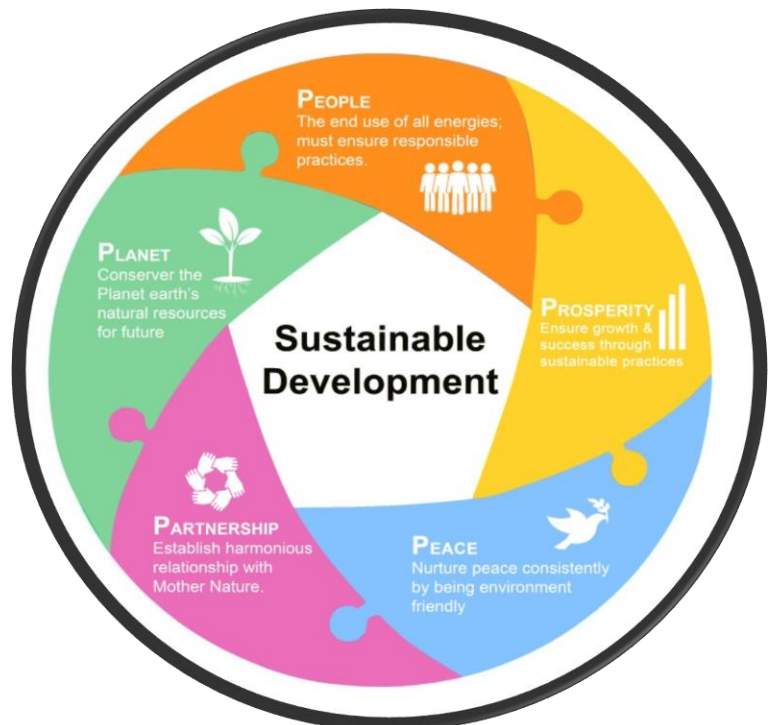 PEOPLE
The end use of all energies;
must ensure responsible
practices.
PROSPERITY
Ensure growth &
success through
sustainable practices
PEACE
Nurture peace consistently
by being environment
friendly
PARTNERSHIP
Establish harmonious
relationship with
Mother Nature.
PLANET
Conserver the
Planet earth's
natural resources
for future
Sustainable
Development